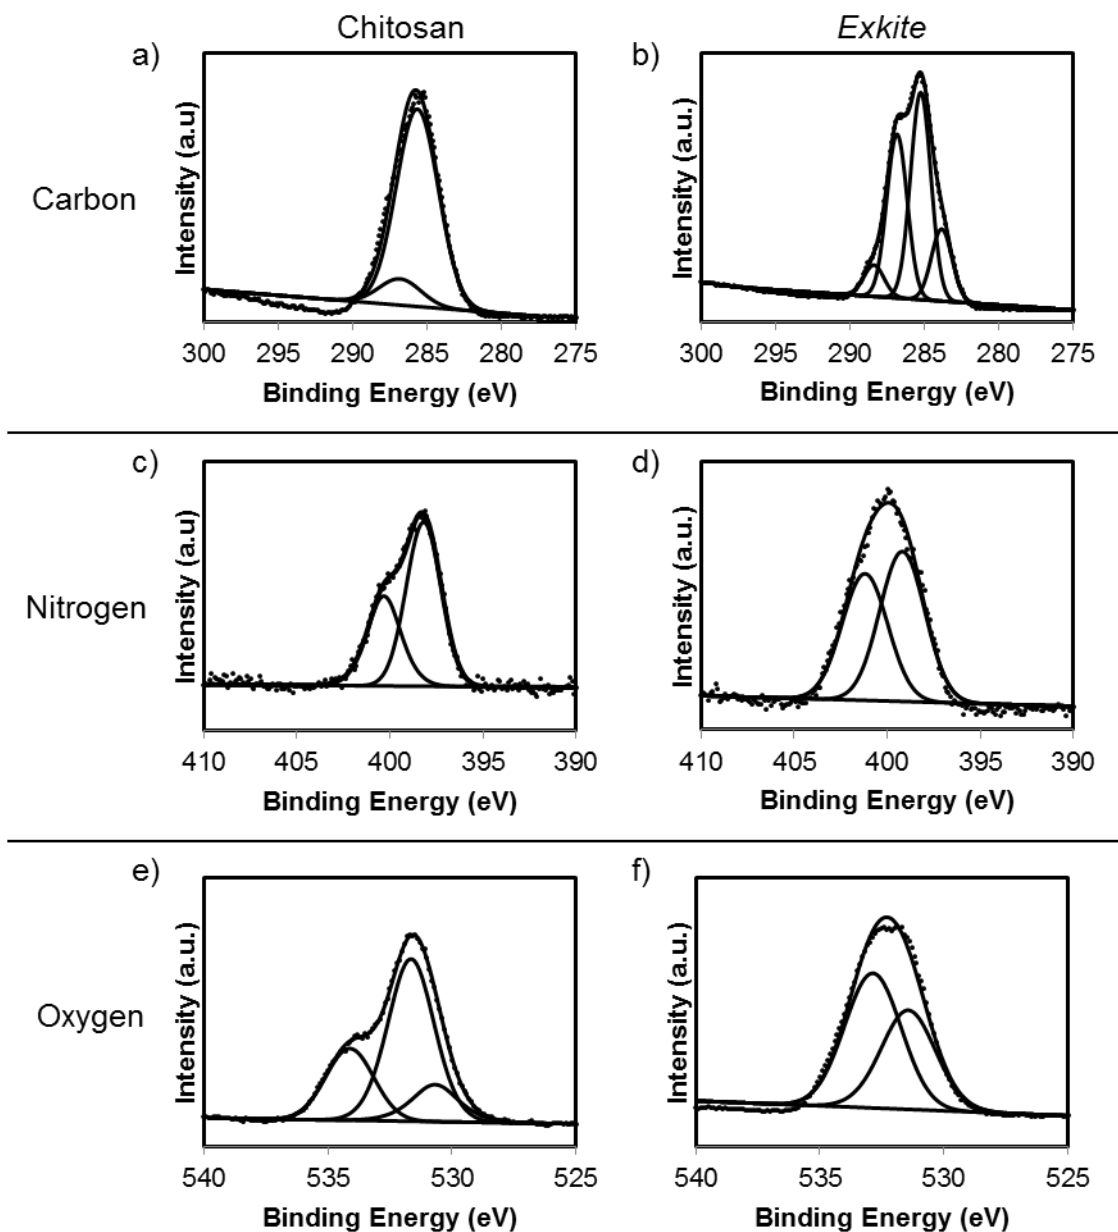 Chitosan
Exkite
a)
b)
Carbon
Intensity (a.u)
Intensity (a.u.)
300 295 290 285 280 275
300 295 290 285 280 275
Binding Energy (eV)
Binding Energy (eV)
c)
d)
Nitrogen
Intensity (a.u)
Intensity (a.u.)
410 405 400 395 390
410 405 400 395 390
Binding Energy (eV)
Binding Energy (eV)
e)
f)
Oxygen
Intensity (a.u.)
Intensity (a.u.)
540 535 530 525
540 535 530 525
Binding Energy (eV)
Binding Energy (eV)